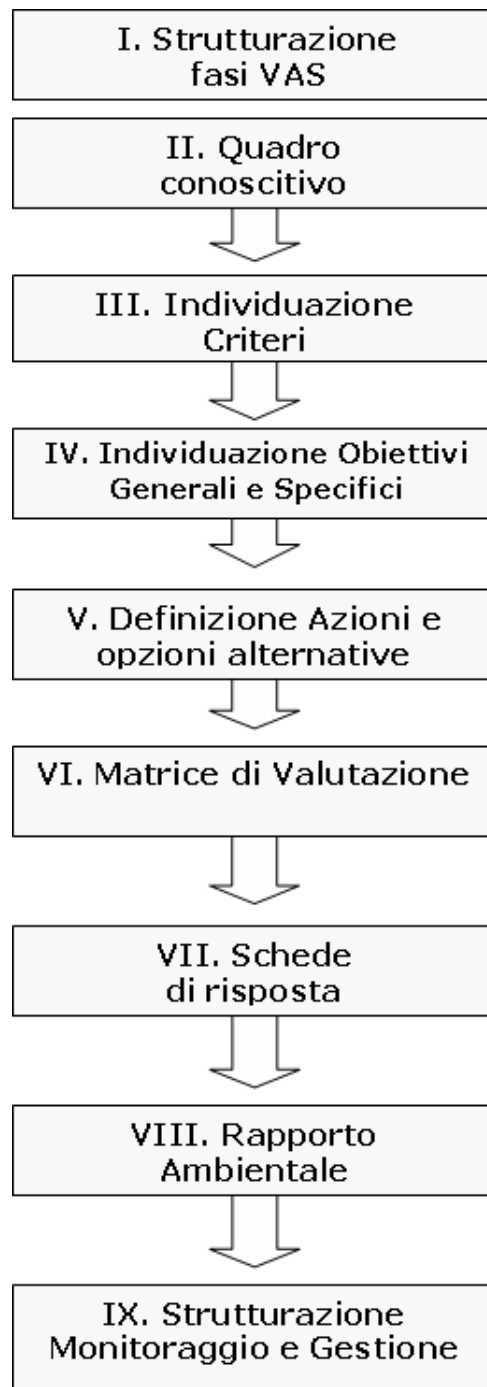 I. Strutturazione
fasi VAS
II. Quadro
conoscitivo
III. Individuazione
Criteri
IV. Individuazione Obiettivi
Generali e Specifici
V. Definizione Azioni e
opzioni alternative
VI. Matrice di Valutazione
VII. Schede
di risposta
VIII. Rapporto
Ambientale
IX. Strutturazione
Monitoraggio e Gestione